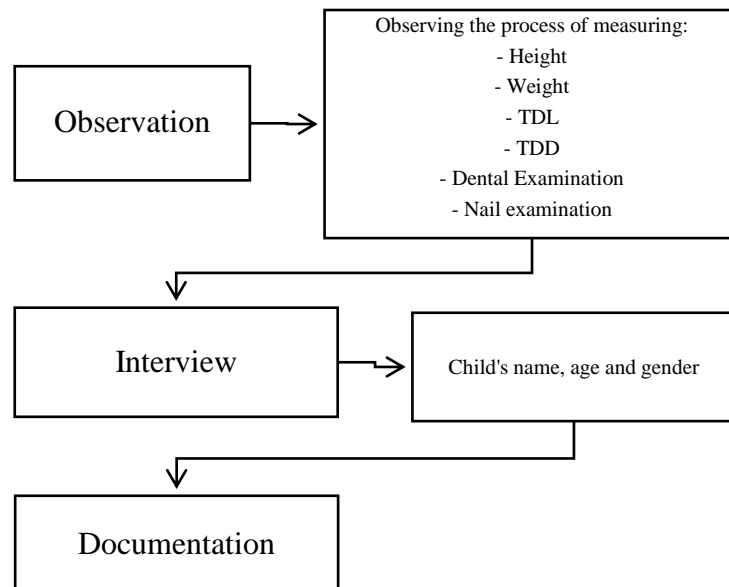 Observation
Observing the process of measuring:
- Height
- Weight
- TDL
- TDD
- Dental Examination
- Nail examination
Interview
Child's name, age and gender
Documentation